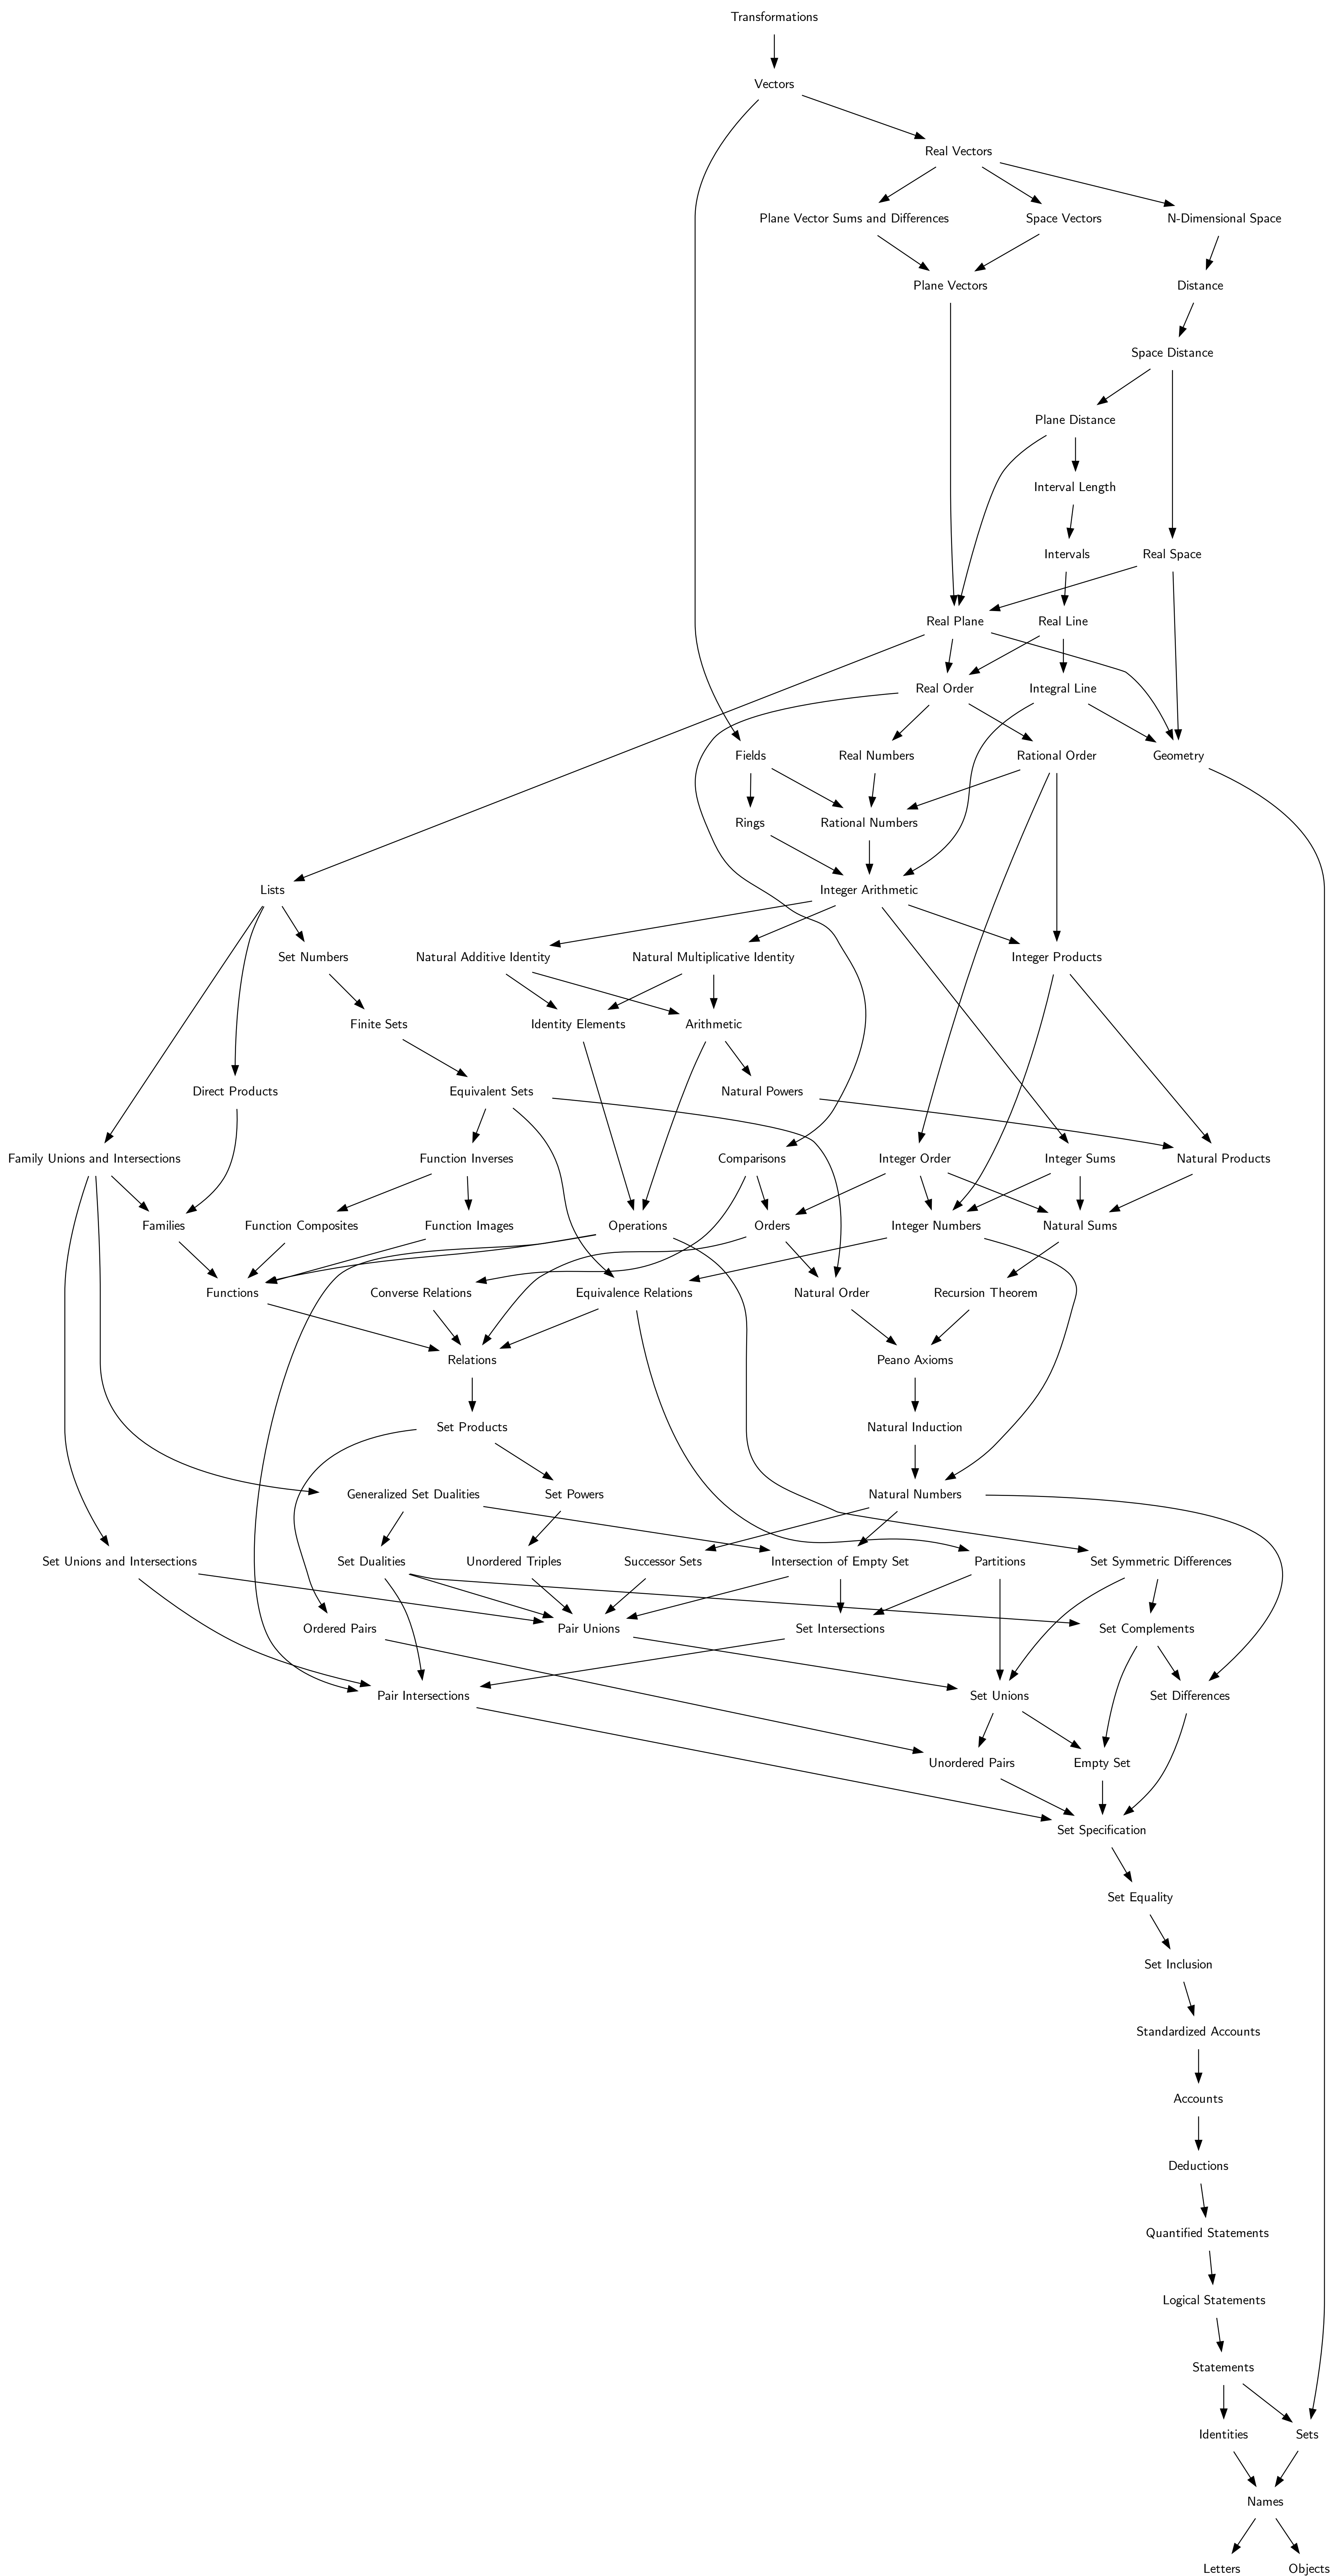 Transformations
Vectors
Real Vectors
Plane Vector Sums and Differences
Space Vectors
N-Dimensional Space
Plane Vectors
Distance
Space Distance
Plane Distance
Interval Length
Intervals
Real Space
Real Plane
Real Line
Real Order
Integral Line
Fields
Real Numbers
Rational Order
Geometry
Rings
Rational Numbers
Lists
Integer Arithmetic
Set Numbers
Natural Additive Identity
Natural Multiplicative Identity
Integer Products
Finite Sets
Identity Elements
Arithmetic
Direct Products
Equivalent Sets
Natural Powers
Family Unions and Intersections
Function Inverses
Comparisons
Integer Order
Integer Sums
Natural Products
Families
Function Composites
Function Images
Operations
Orders
Integer Numbers
Natural Sums
Functions
Converse Relations
Equivalence Relations
Natural Order
Recursion Theorem
Relations
Peano Axioms
Set Products
Natural Induction
Generalized Set Dualities
Set Powers
Natural Numbers
Set Unions and Intersections
Set Dualities
Unordered Triples
Successor Sets
Intersection of Empty Set
Partitions
Set Symmetric Differences
Ordered Pairs
Pair Unions
Set Intersections
Set Complements
Pair Intersections
Set Unions
Set Differences
Unordered Pairs
Empty Set
Set Specification
Set Equality
Set Inclusion
Standardized Accounts
Accounts
Deductions
Quantified Statements
Logical Statements
Statements
Identities
Sets
Names
Letters
Objects